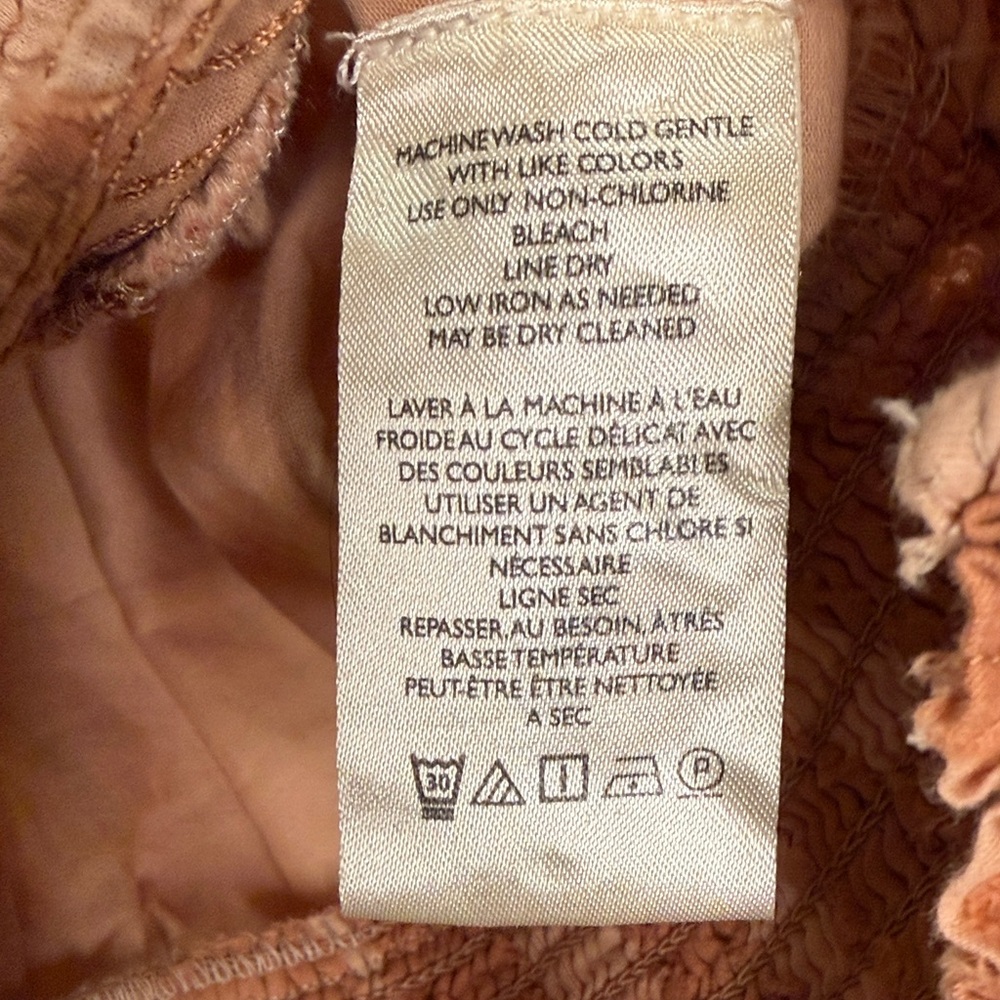 MACHINE WASH COLD GENTLE
WITH LIKE COLORS
USE ONLY NON-CHLORINE
BLEACH
LINE DRY
LOW IRON AS NEEDED
MAY BE DRY CLEANED
LAVER À LA MACHINE À L'EAU
FROIDE AU CYCLE DÉLICAT AVEC
DES COULEURS SEMBLABLES
UTILISER UN AGENT DE
BLANCHIMENT SANS CHLORE SI
NÉCESSAIRE
LIGNE SEC
REPASSER, AU BESOIN, À TRÈS
BASSE TEMPÉRATURE
PEUT-ÊTRE ÊTRE NETTOYÉE
A SEC
30 P